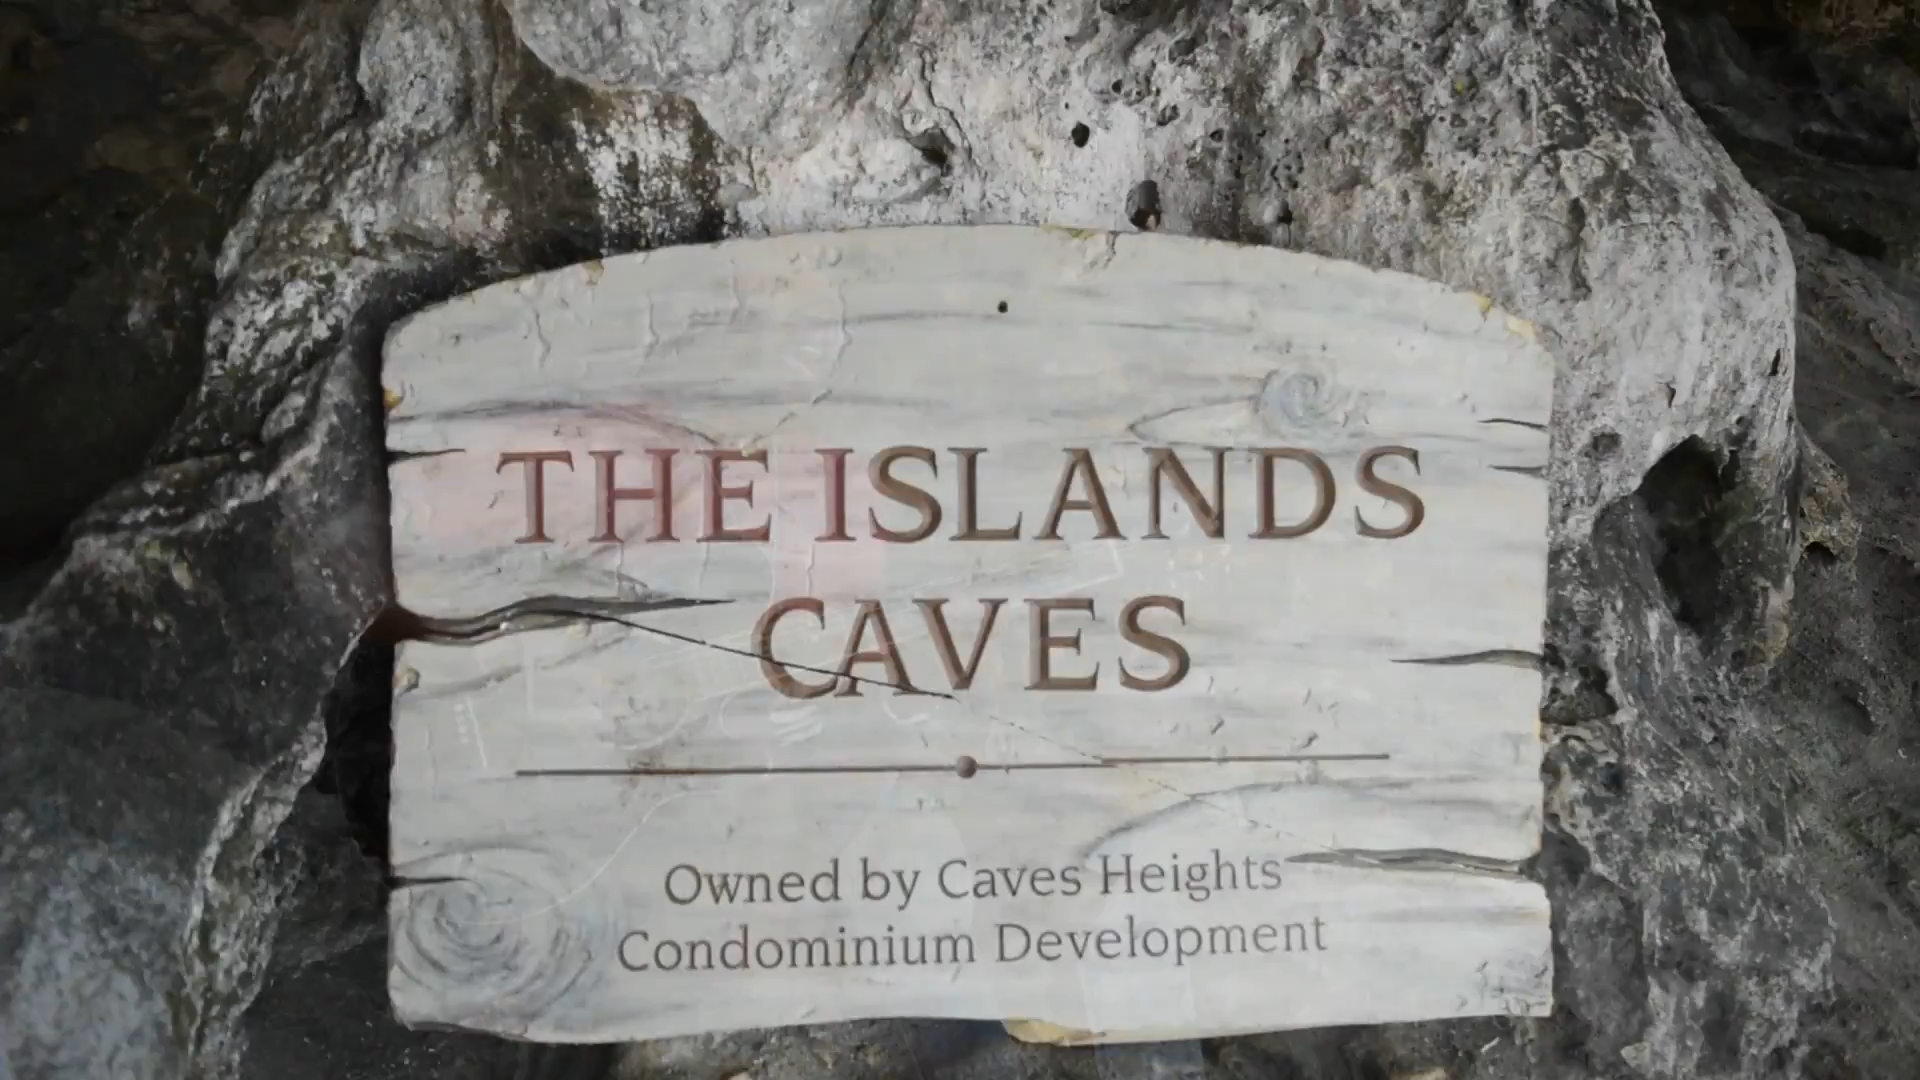 THE ISLANDS
CAVES
Owned by Caves Heights
Condominium Development